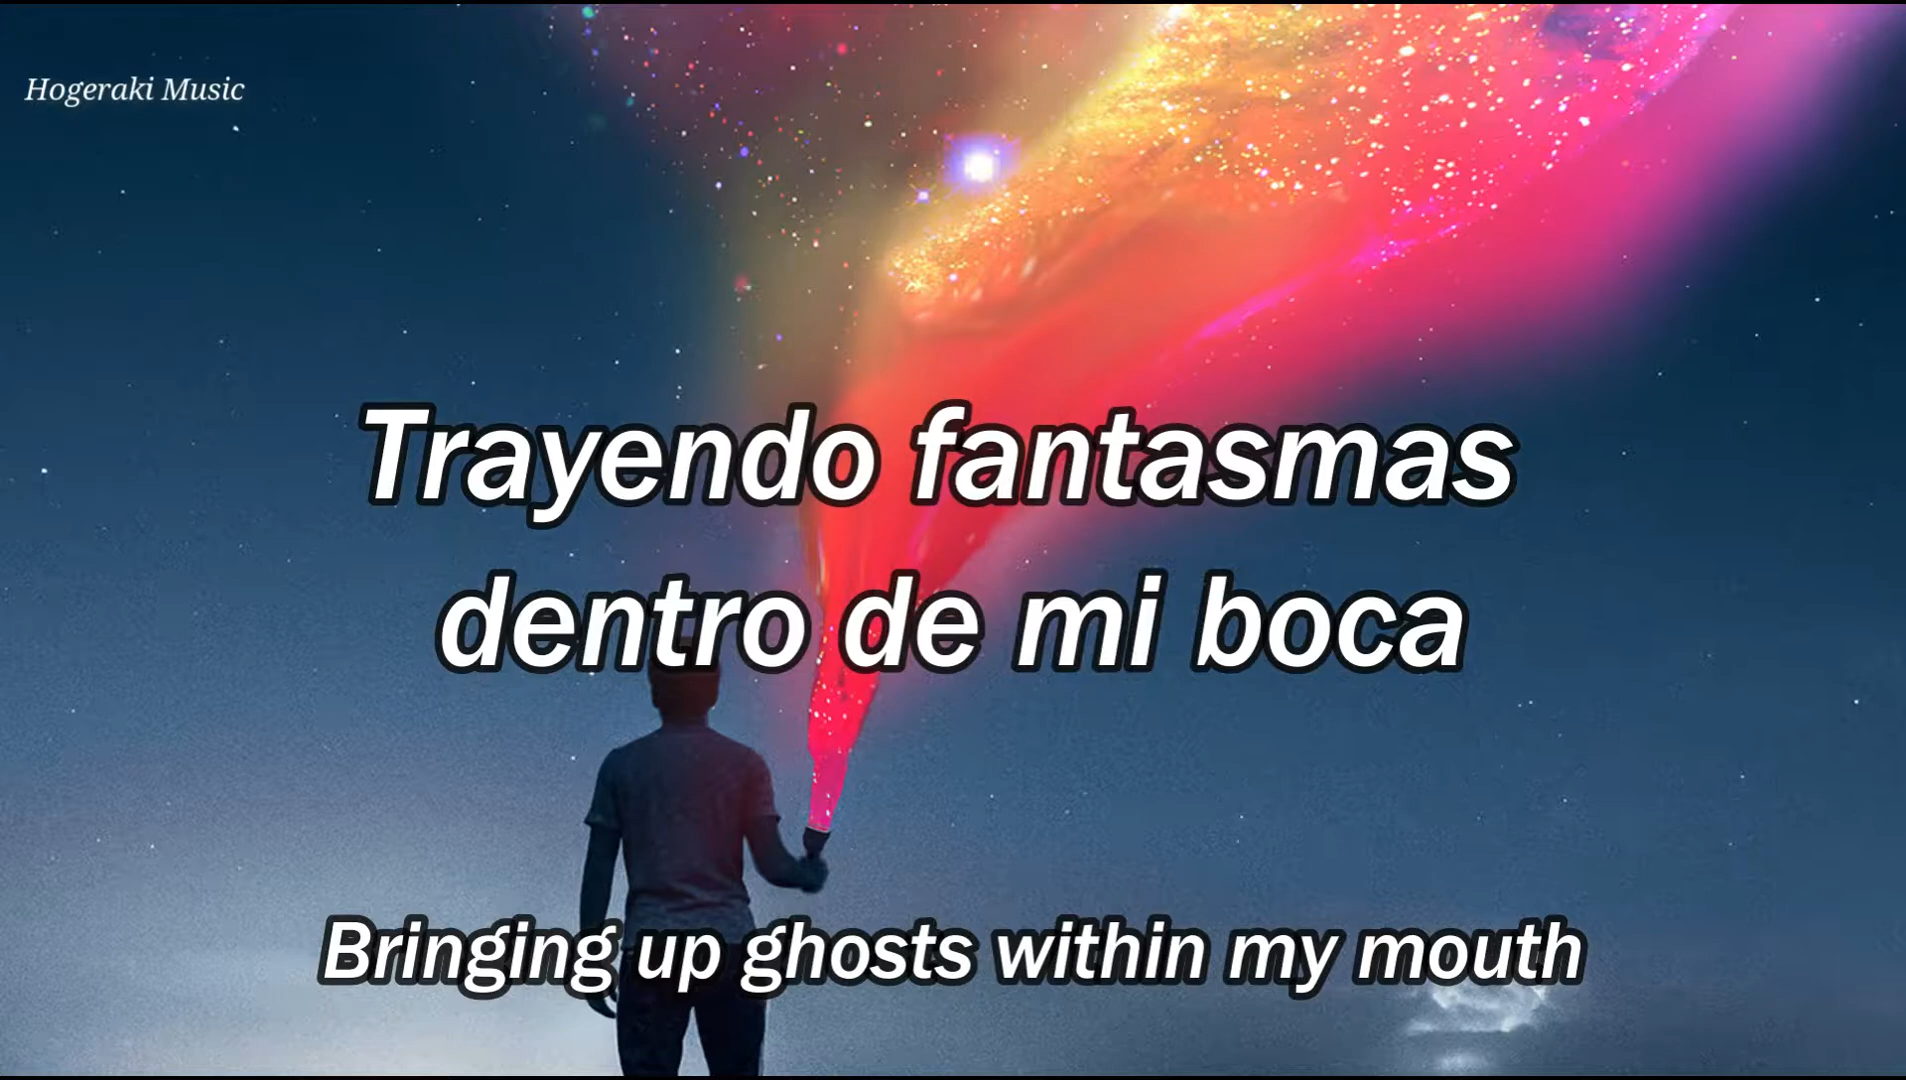 Hogeraki Music
Trayendo fantasmas
dentro de mi boca
Bringing up ghosts within my mouth